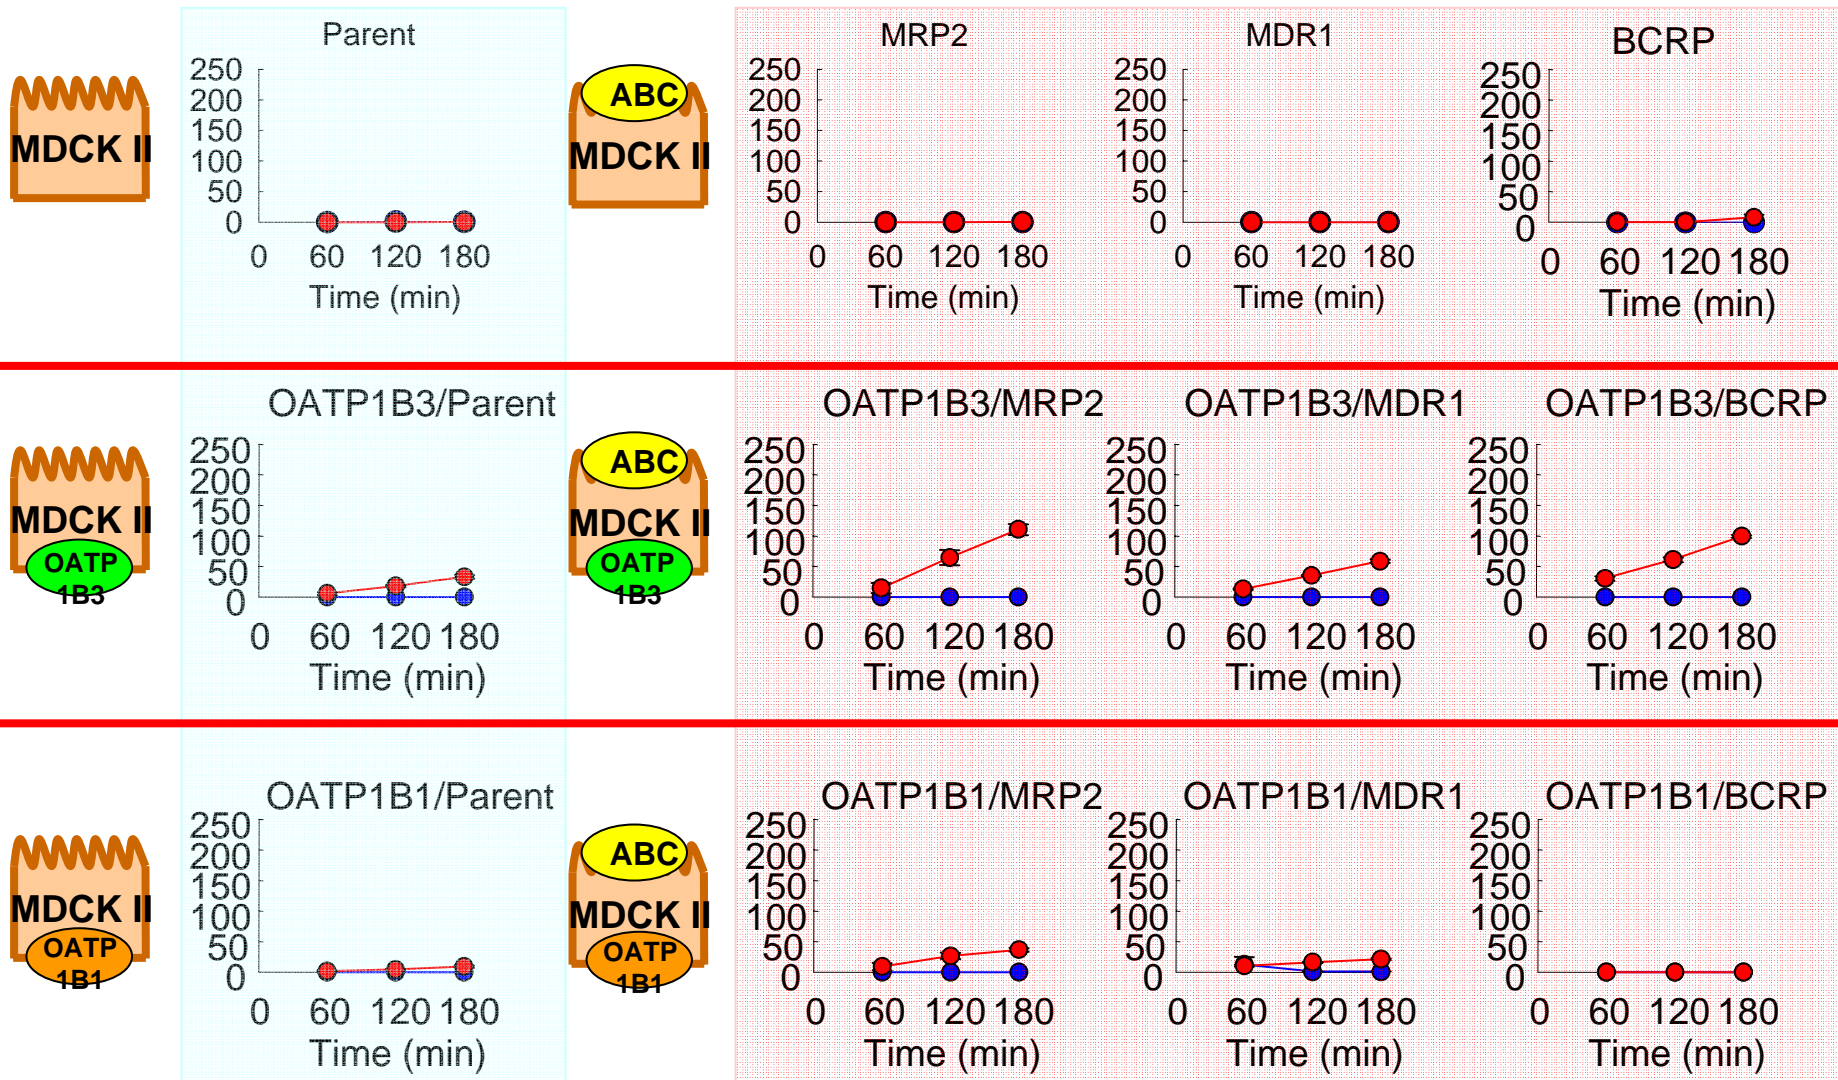 Parent
MRP2
MDR1
BCRP
250
200
150
100
50
0
0 60 120 180
Time (min)
MDCK II
ABC
MDCK II
250
200
150
100
50
0
0 60 120 180
Time (min)
250
200
150
100
50
0
0 60 120 180
Time (min)
250
200
150
100
50
0
0 60 120 180
Time (min)
OATP1B3/Parent
OATP1B3/MRP2
OATP1B3/MDR1
OATP1B3/BCRP
MDCK II
OATP
1B3
250
200
150
100
50
0
0 60 120 180
Time (min)
ABC
MDCK II
OATP
1B3
250
200
150
100
50
0
0 60 120 180
Time (min)
250
200
150
100
50
0
0 60 120 180
Time (min)
250
200
150
100
50
0
0 60 120 180
Time (min)
OATP1B1/Parent
OATP1B1/MRP2
OATP1B1/MDR1
OATP1B1/BCRP
MDCK II
OATP
1B1
250
200
150
100
50
0
0 60 120 180
Time (min)
ABC
MDCK II
OATP
1B1
250
200
150
100
50
0
0 60 120 180
Time (min)
250
200
150
100
50
0
0 60 120 180
Time (min)
250
200
150
100
50
0
0 60 120 180
Time (min)